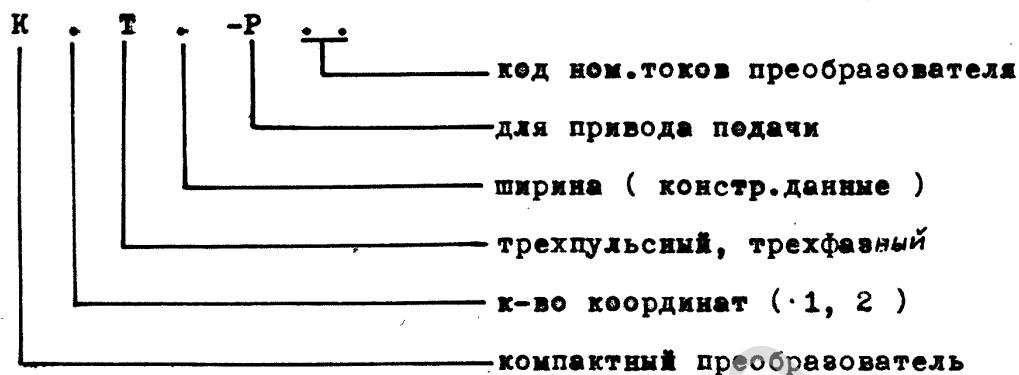 К . Т . -Р . .
код ном.токов преобразователя
для привода подачи
ширина ( констр.данные )
трехпульсный, трехфазный
к-во координат ( 1, 2 )
компактный преобразователь